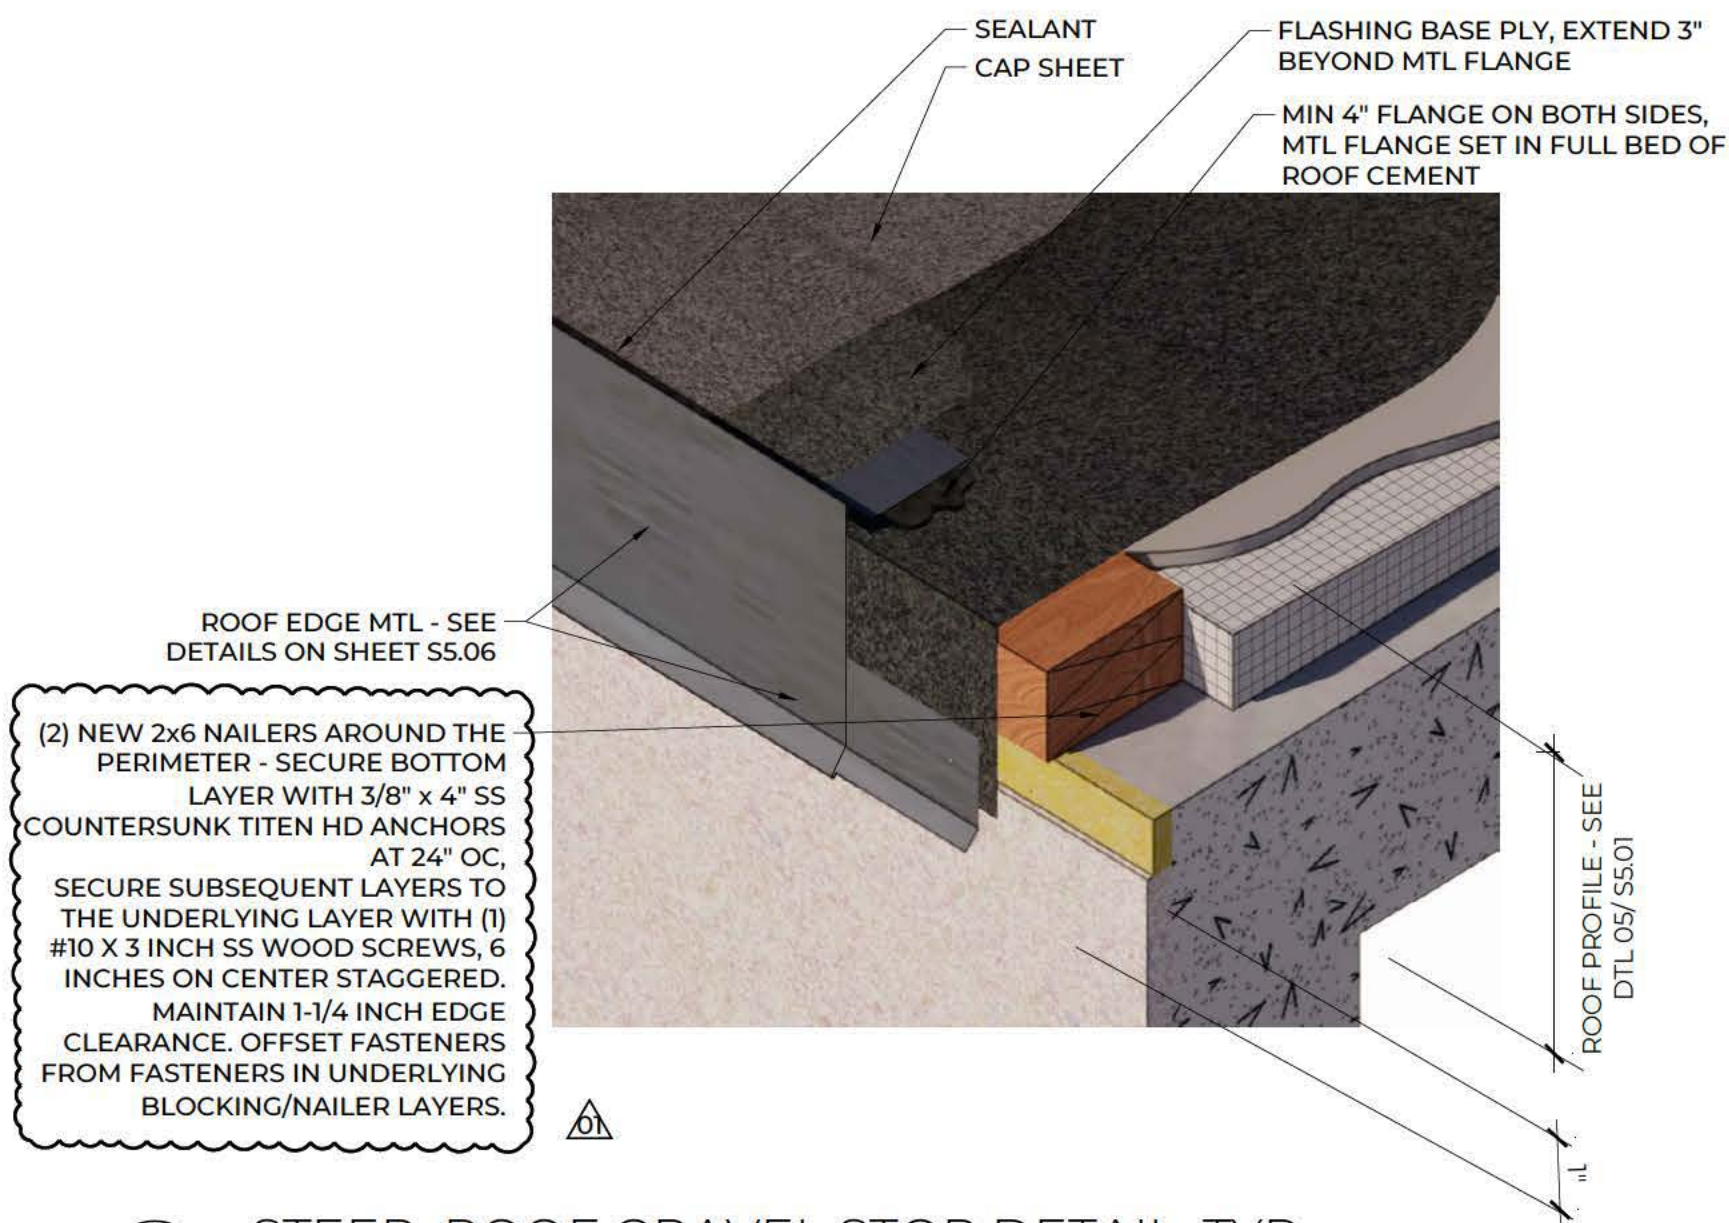 SEALANT
CAP SHEET
FLASHING BASE PLY, EXTEND 3"
BEYOND MTL FLANGE
MIN 4" FLANGE ON BOTH SIDES,
MTL FLANGE SET IN FULL BED OF
ROOF CEMENT
ROOF EDGE MTL - SEE
DETAILS ON SHEET S5.06
(2) NEW 2x6 NAILERS AROUND THE
PERIMETER - SECURE BOTTOM
LAYER WITH 3/8" x 4" SS
COUNTERSUNK TITEN HD ANCHORS
AT 24" OC,
SECURE SUBSEQUENT LAYERS TO
THE UNDERLYING LAYER WITH (1)
#10 X 3 INCH SS WOOD SCREWS, 6
INCHES ON CENTER STAGGERED.
MAINTAIN 1-1/4 INCH EDGE
CLEARANCE. OFFSET FASTENERS
FROM FASTENERS IN UNDERLYING
BLOCKING/NAILER LAYERS.
01
ROOF PROFILE - SEE
DTL 05/ S5.01
1"
ROOF GRAVEL STOP DETAIL